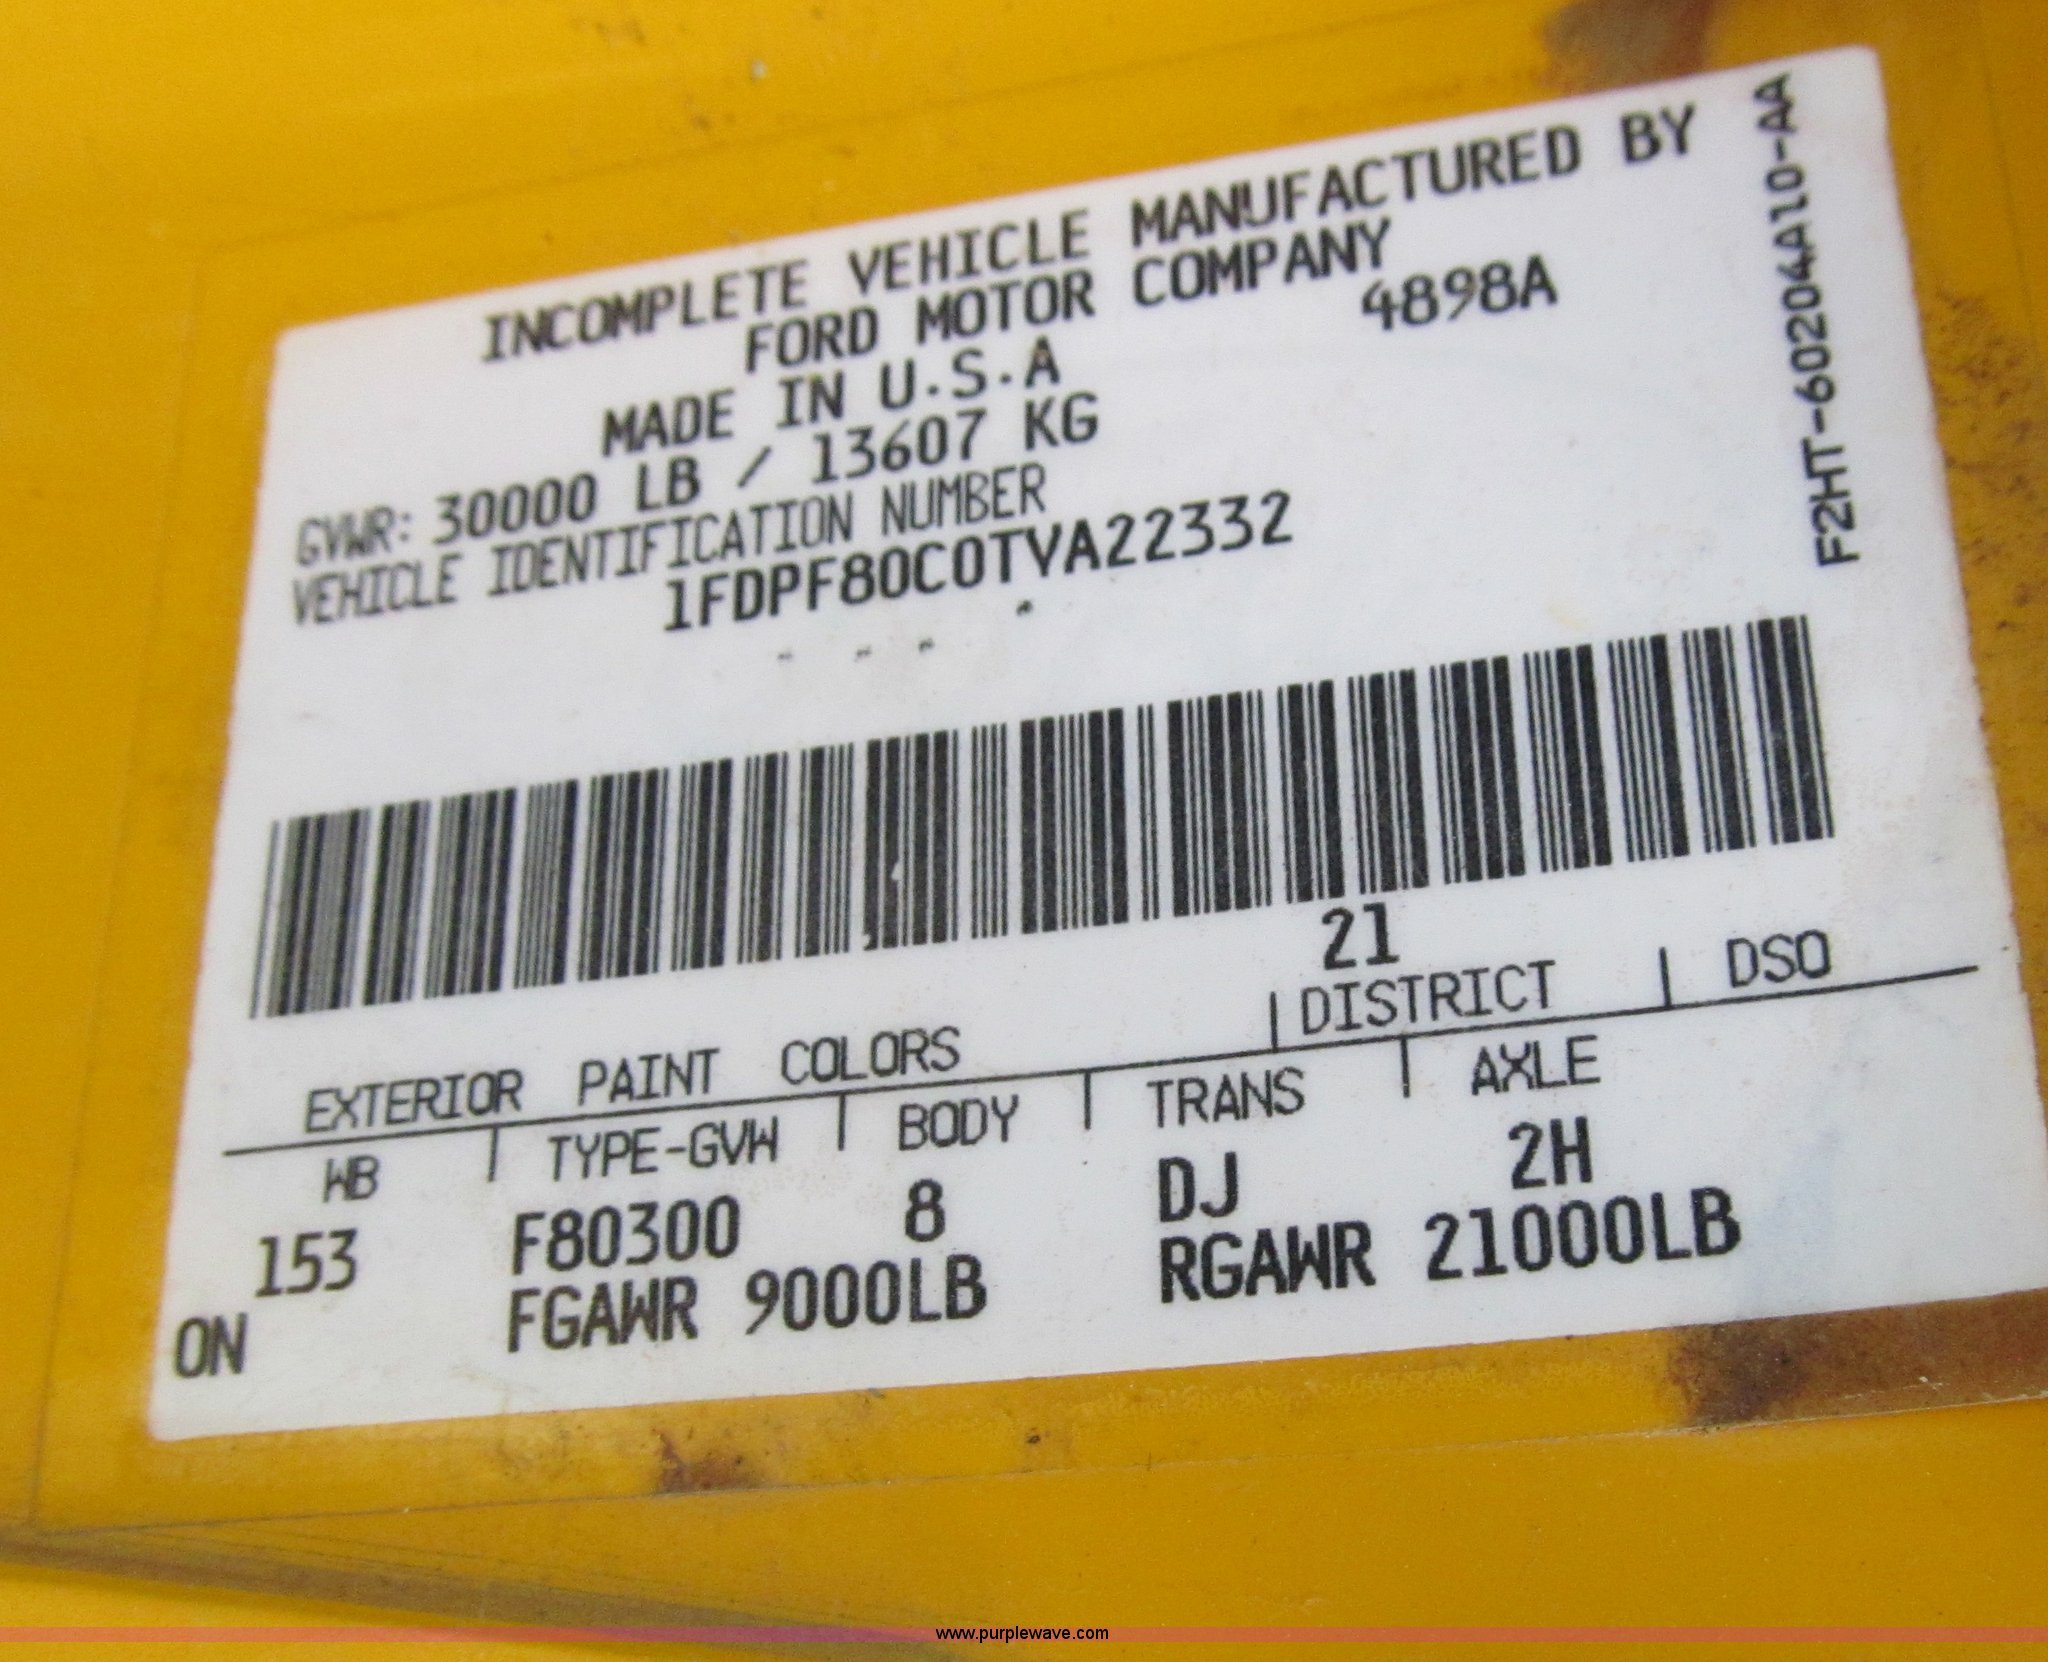 INCOMPLETE VEHICLE MANUFACTURED BY
FORD MOTOR COMPANY
4898A
MADE IN U.S.A
GVWR: 30000 LB / 13607 KG
VEHICLE IDENTIFICATION NUMBER
1FDPF80C0TVA22332
F2HT-60204A10-AA
21
EXTERIOR PAINT COLORS | DISTRICT | DSO
WB | TYPE-GVW | BODY | TRANS | AXLE
153 F80300 8 DJ 2H
ON FGAWR 9000LB RGAWR 21000LB
www.purplewave.com